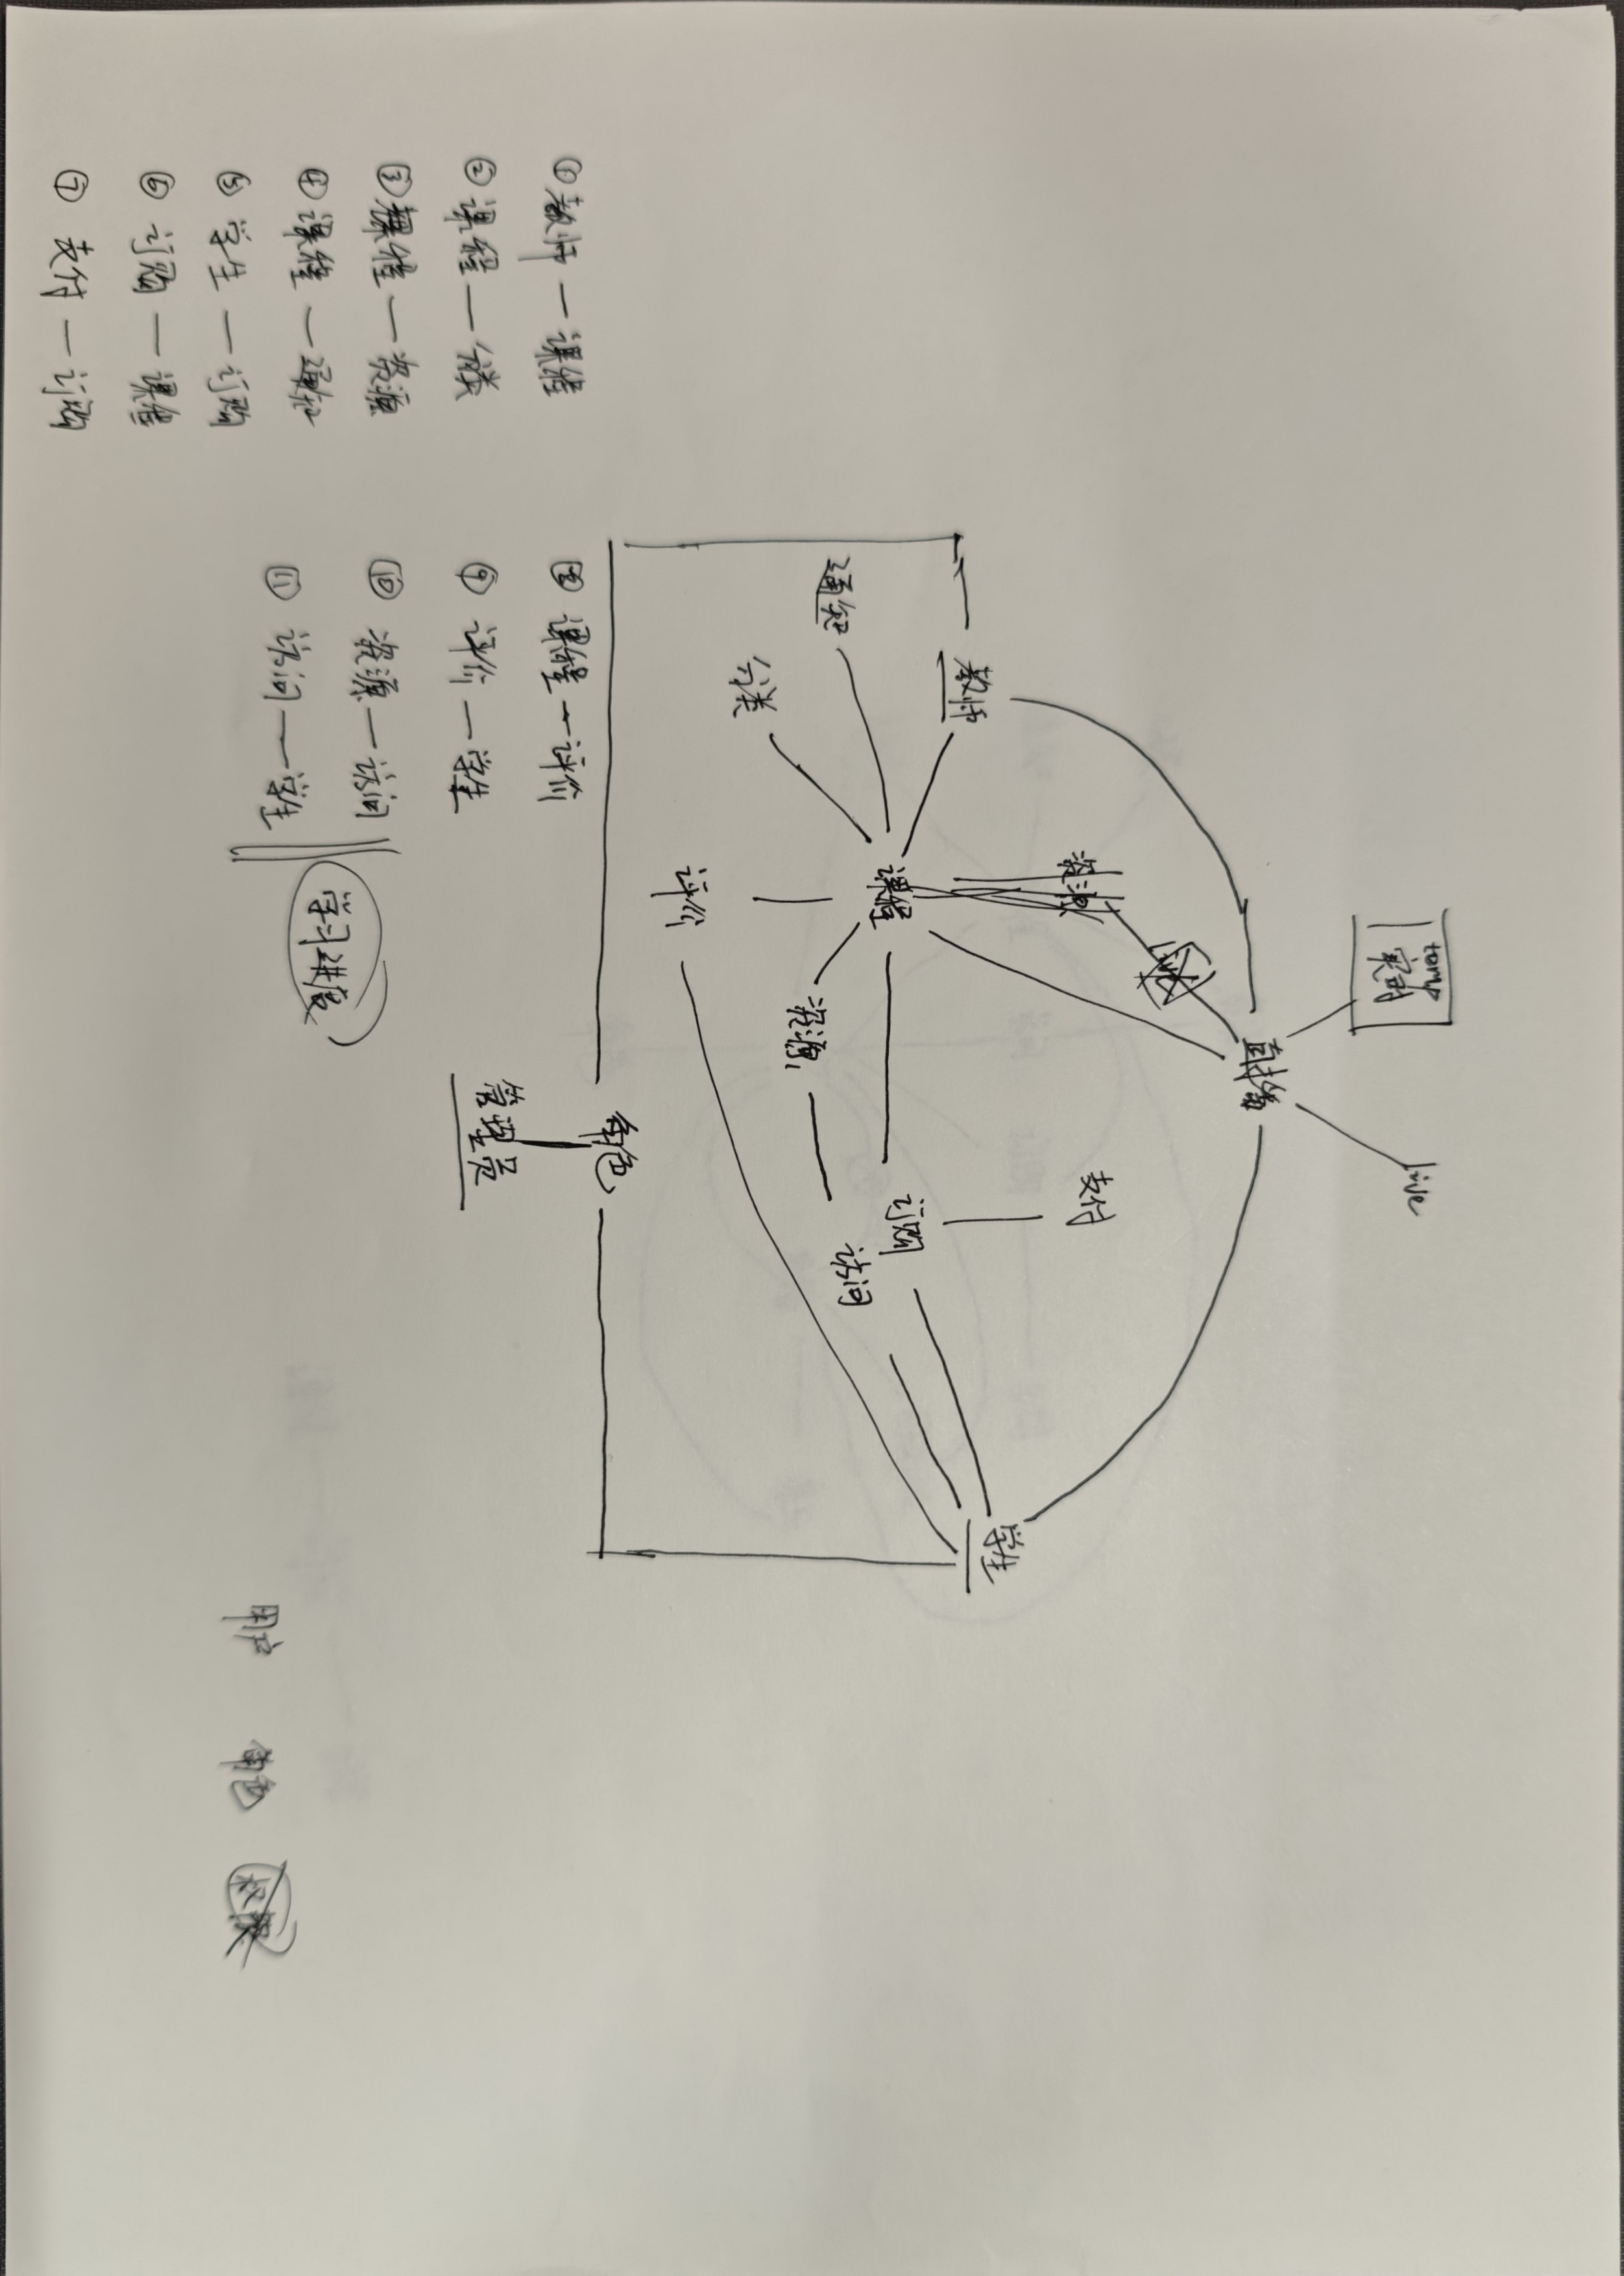 temp
实时
live
直播
资源
支付
教师
学生
课程
订购
访问
通知
资源
分类
评价
角色
管理员
① 教师 — 课程
② 课程 — 分类
③ 课程 — 资源
④ 课程 — 通知
⑤ 学生 — 订购
⑥ 订购 — 课程
⑦ 支付 — 订购
⑧ 课程 — 评价
⑨ 评价 — 学生
⑩ 资源 — 访问
⑪ 访问 — 学生
学习进度
用户 角色 权限